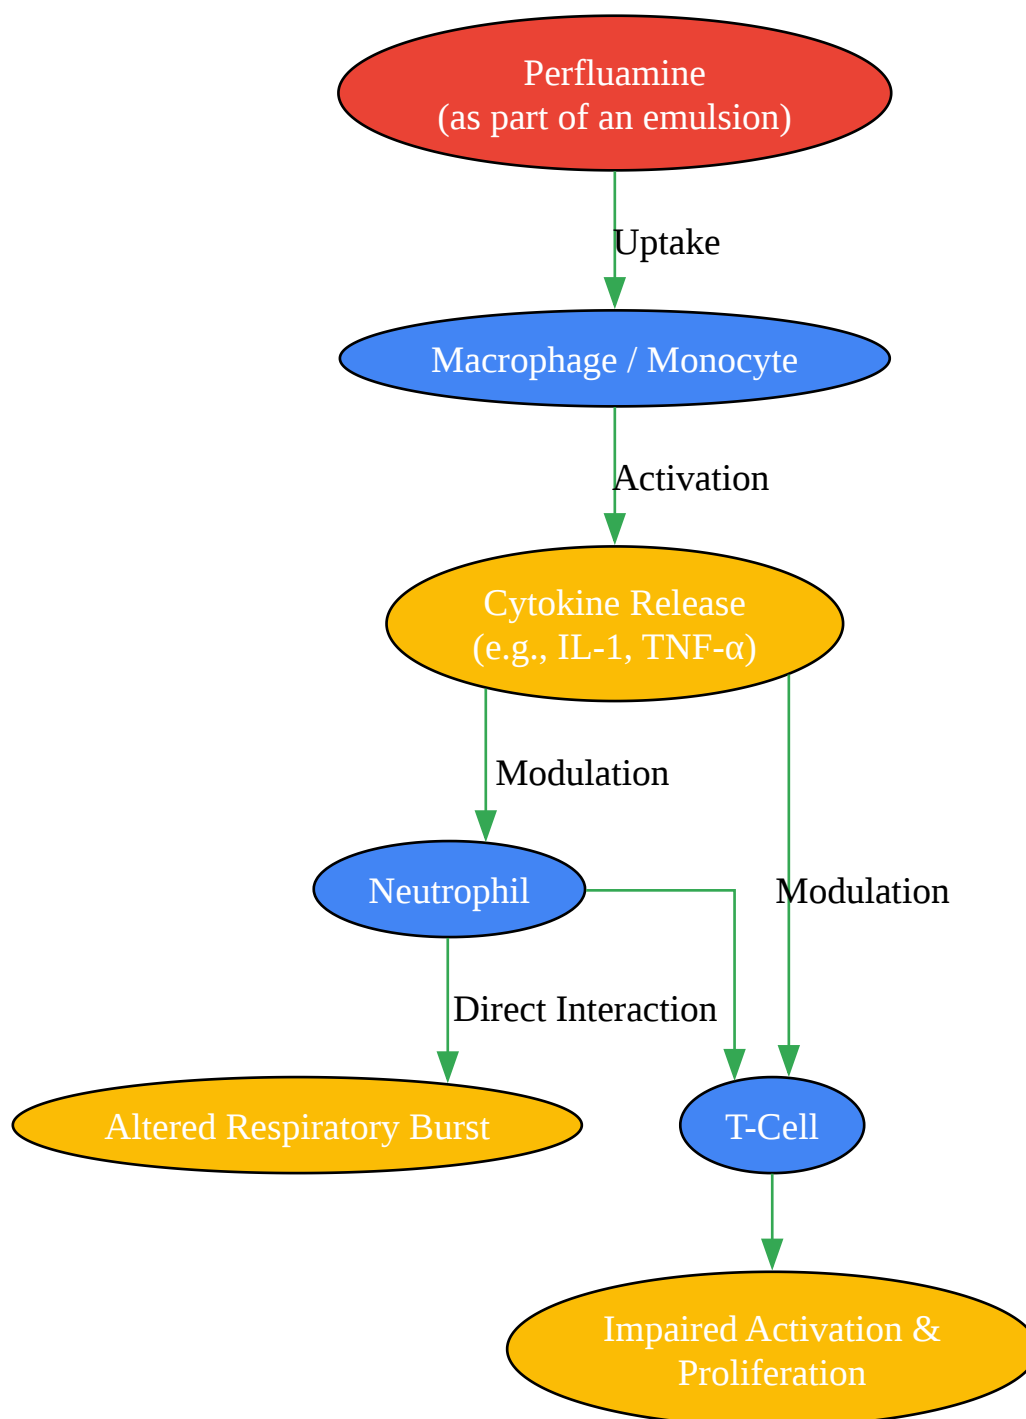 Perfluamine
(as part of an emulsion)
Uptake
Macrophage / Monocyte
Activation
Cytokine Release
(e.g., IL-1, TNF-α)
Modulation
Neutrophil
Modulation
Direct Interaction
Altered Respiratory Burst
T-Cell
Impaired Activation &
Proliferation